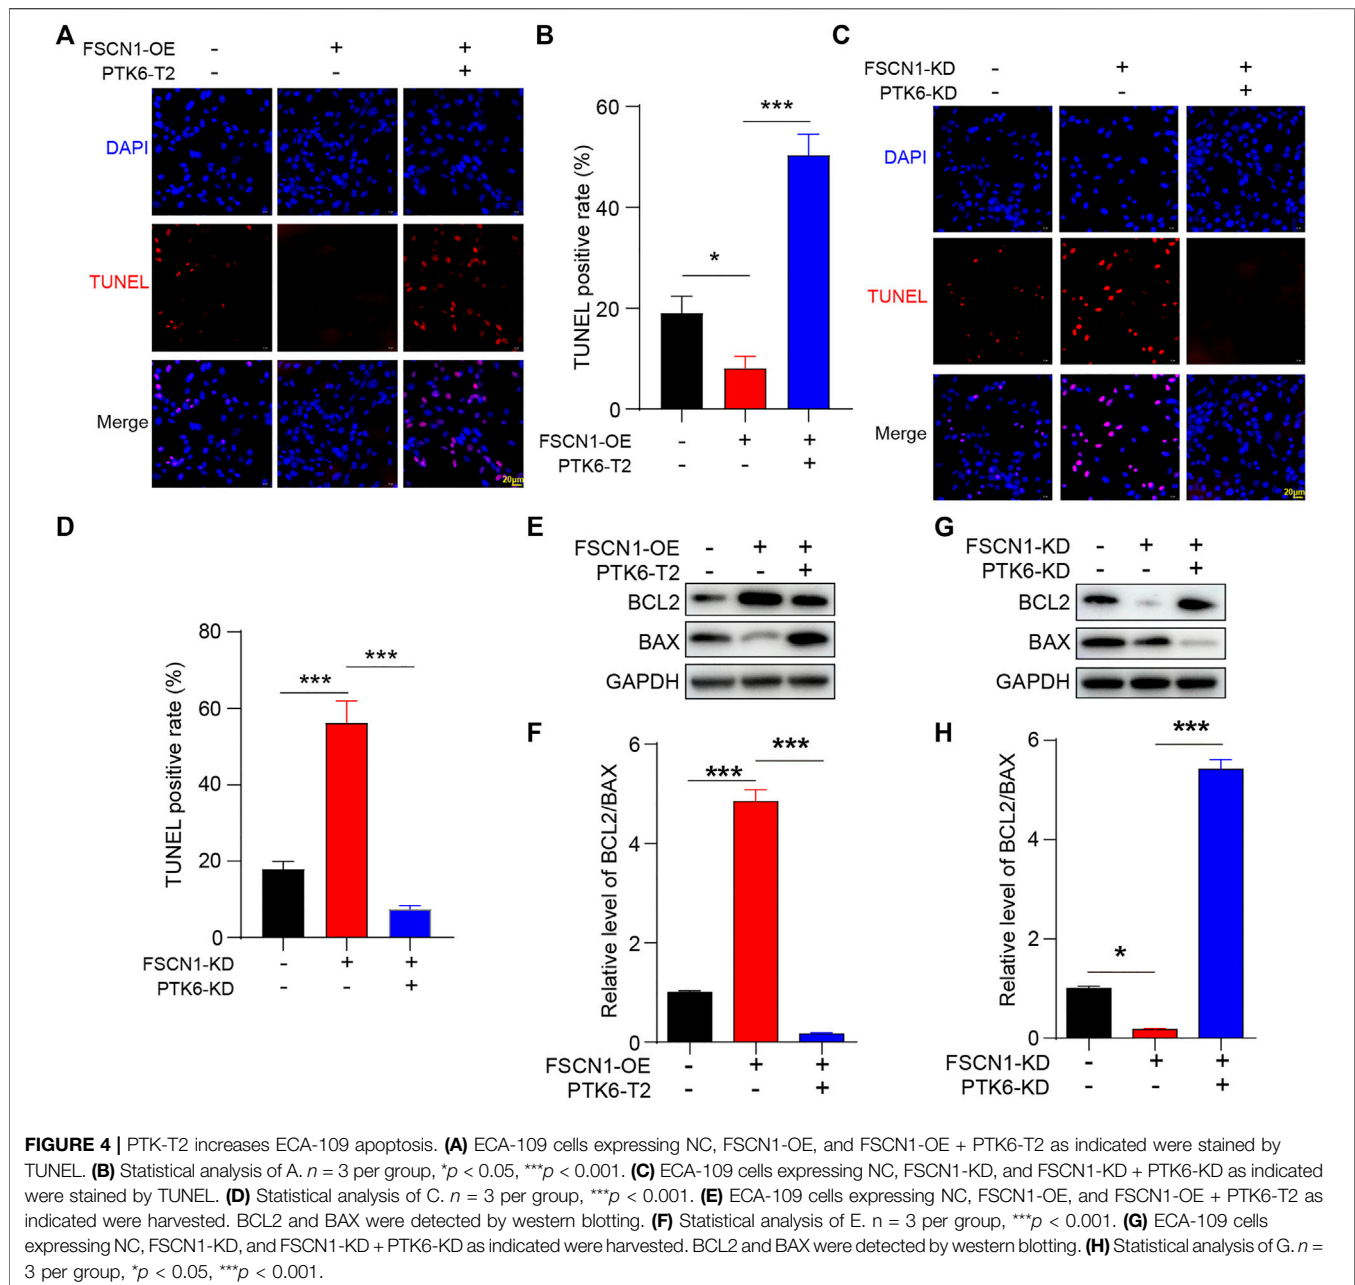 A
FSCN1-OE - + +
PTK6-T2 - - +
DAPI
TUNEL
Merge
20μm
B
TUNEL positive rate (%)
60
40
20
0
*
***
FSCN1-OE - + +
PTK6-T2 - - +
C
FSCN1-KD - + +
PTK6-KD - - +
DAPI
TUNEL
Merge
20μm
D
TUNEL positive rate (%)
80
60
40
20
0
***
***
FSCN1-KD - + +
PTK6-KD - - +
E
FSCN1-OE - + +
PTK6-T2 - - +
BCL2
BAX
GAPDH
F
Relative level of BCL2/BAX
6
4
2
0
***
***
FSCN1-OE - + +
PTK6-T2 - - +
G
FSCN1-KD - + +
PTK6-KD - - +
BCL2
BAX
GAPDH
H
Relative level of BCL2/BAX
6
4
2
0
*
***
FSCN1-KD - + +
PTK6-KD - - +
FIGURE 4 | PTK-T2 increases ECA-109 apoptosis. (A) ECA-109 cells expressing NC, FSCN1-OE, and FSCN1-OE + PTK6-T2 as indicated were stained by
TUNEL. (B) Statistical analysis of A. n = 3 per group, *p < 0.05, ***p < 0.001. (C) ECA-109 cells expressing NC, FSCN1-KD, and FSCN1-KD + PTK6-KD as indicated
were stained by TUNEL. (D) Statistical analysis of C. n = 3 per group, ***p < 0.001. (E) ECA-109 cells expressing NC, FSCN1-OE, and FSCN1-OE + PTK6-T2 as
indicated were harvested. BCL2 and BAX were detected by western blotting. (F) Statistical analysis of E. n = 3 per group, ***p < 0.001. (G) ECA-109 cells
expressing NC, FSCN1-KD, and FSCN1-KD + PTK6-KD as indicated were harvested. BCL2 and BAX were detected by western blotting. (H) Statistical analysis of G. n =
3 per group, *p < 0.05, ***p < 0.001.